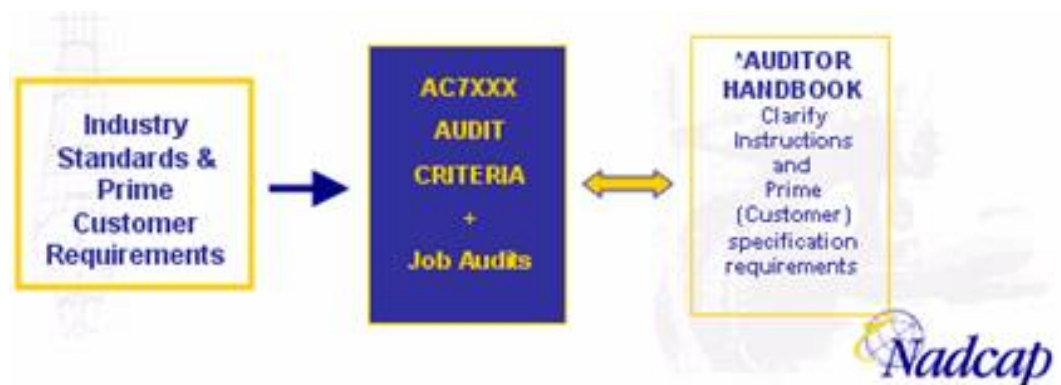 Industry
Standards &
Prime
Customer
Requirements
AC7XXX
AUDIT
CRITERIA
+
Job Audits
*AUDITOR
HANDBOOK
Clarify
Instructions
and
Prime
(Customer)
specification
requirements
Nadcap